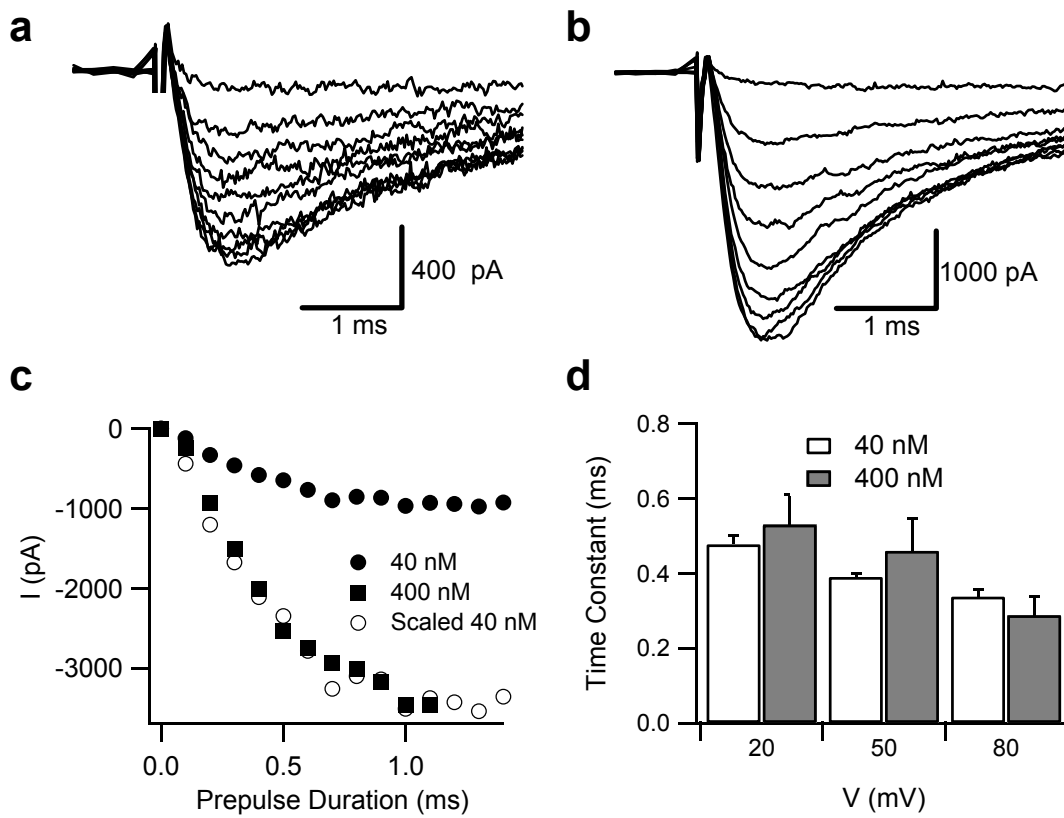 a
400 pA
1 ms
b
1000 pA
1 ms
c
0
-1000
-2000
-3000
I (pA)
40 nM
400 nM
Scaled 40 nM
0.0
0.5
1.0
Prepulse Duration (ms)
d
0.8
0.6
0.4
0.2
0.0
Time Constant (ms)
40 nM
400 nM
20
50
80
V (mV)